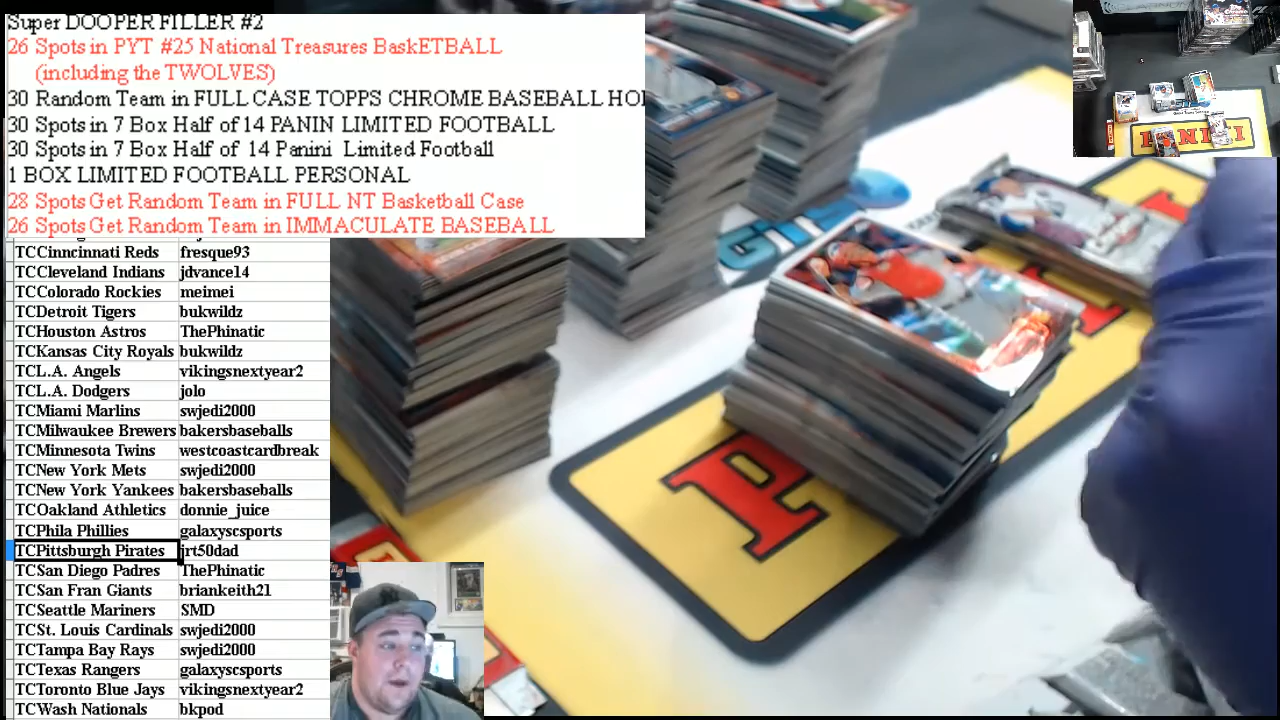 Super DOOPER FILLER #2
26 Spots in PYT #25 National Treasures BaskETBALL
(including the TWOLVES)
30 Random Team in FULL CASE TOPPS CHROME BASEBALL HO
30 Spots in 7 Box Half of 14 PANIN LIMITED FOOTBALL
30 Spots in 7 Box Half of 14 Panini Limited Football
1 BOX LIMITED FOOTBALL PERSONAL
28 Spots Get Random Team in FULL NT Basketball Case
26 Spots Get Random Team in IMMACULATE BASEBALL
TCCinncinnati Reds fresque93
TCCleveland Indians jdvance14
TCColorado Rockies meimei
TCDetroit Tigers bukwildz
TCHouston Astros ThePhinatic
TCKansas City Royals bukwildz
TCL.A. Angels vikingsnextyear2
TCL.A. Dodgers jolo
TCMiami Marlins swjedi2000
TCMilwaukee Brewers bakersbaseballs
TCMinnesota Twins westcoastcardbreak
TCNew York Mets swjedi2000
TCNew York Yankees bakersbaseballs
TCOakland Athletics donnie_juice
TCPhila Phillies galaxyscsports
TCPittsburgh Pirates jrt50dad
TCSan Diego Padres ThePhinatic
TCSan Fran Giants briankeith21
TCSeattle Mariners SMD
TCSt. Louis Cardinals swjedi2000
TCTampa Bay Rays swjedi2000
TCTexas Rangers galaxyscsports
TCToronto Blue Jays vikingsnextyear2
TCWash Nationals bkpod
PANINI
P